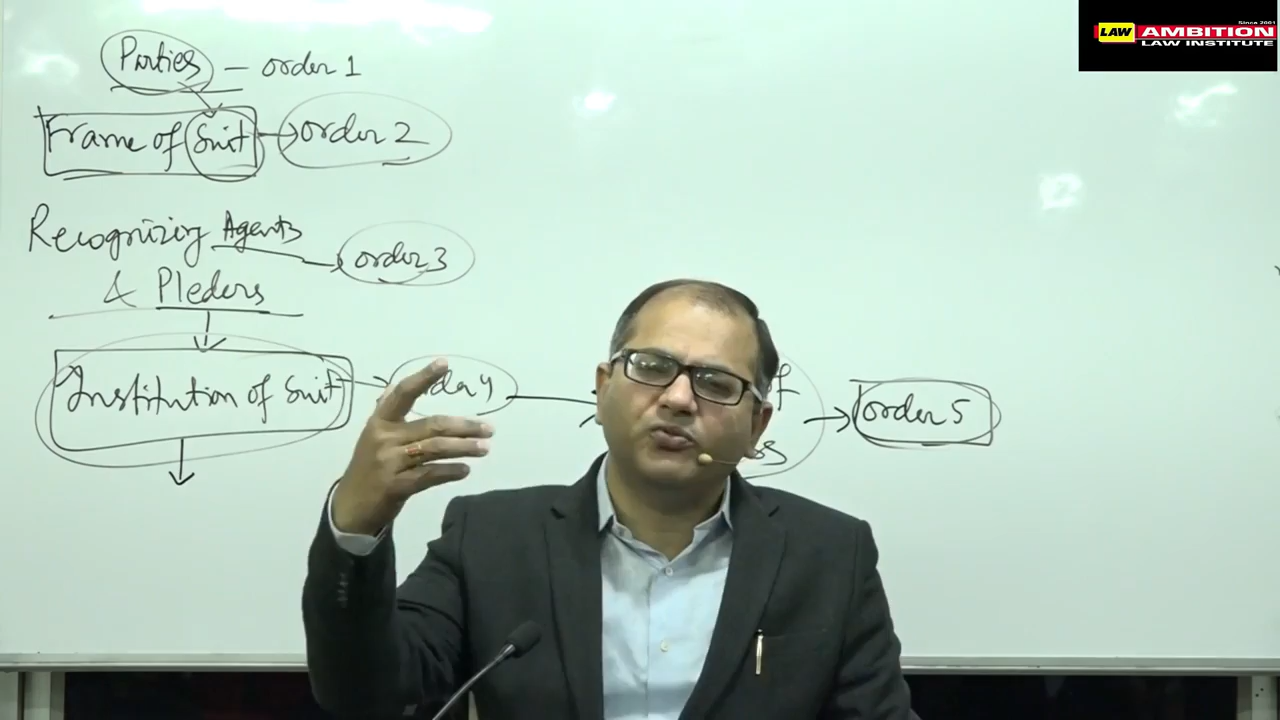 Since 2001
LAW AMBITION
LAW INSTITUTE
Parties – order 1
Frame of Suit order 2
Recognizing Agents order 3
& Pleders
Institution of Suit
of
order 5